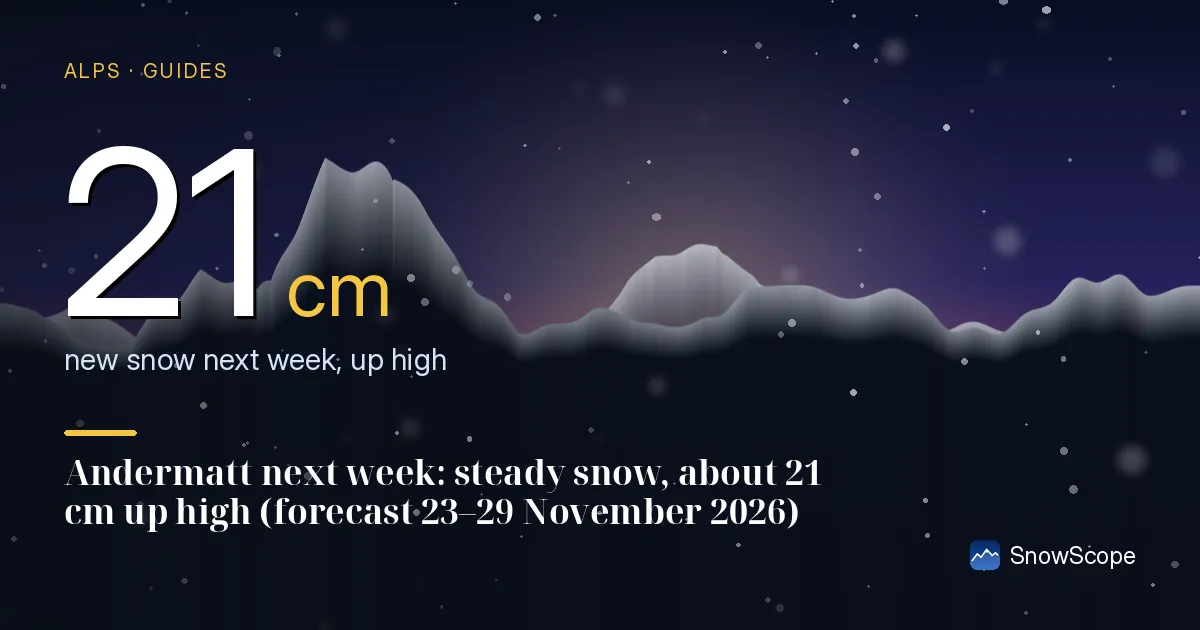 ALPS · GUIDES
21 cm
new snow next week, up high
Andermatt next week: steady snow, about 21
cm up high (forecast 23–29 November 2026)
SnowScope